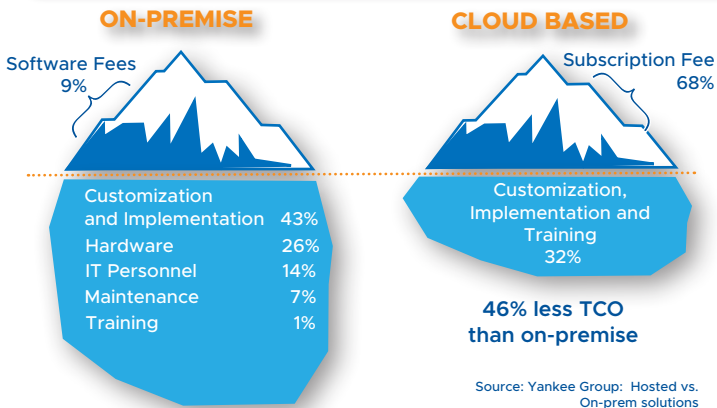 ON-PREMISE
Software Fees
9%
Customization
and Implementation 43%
Hardware 26%
IT Personnel 14%
Maintenance 7%
Training 1%
CLOUD BASED
Subscription Fee
68%
Customization,
Implementation and
Training
32%
46% less TCO
than on-premise
Source: Yankee Group: Hosted vs.
On-prem solutions